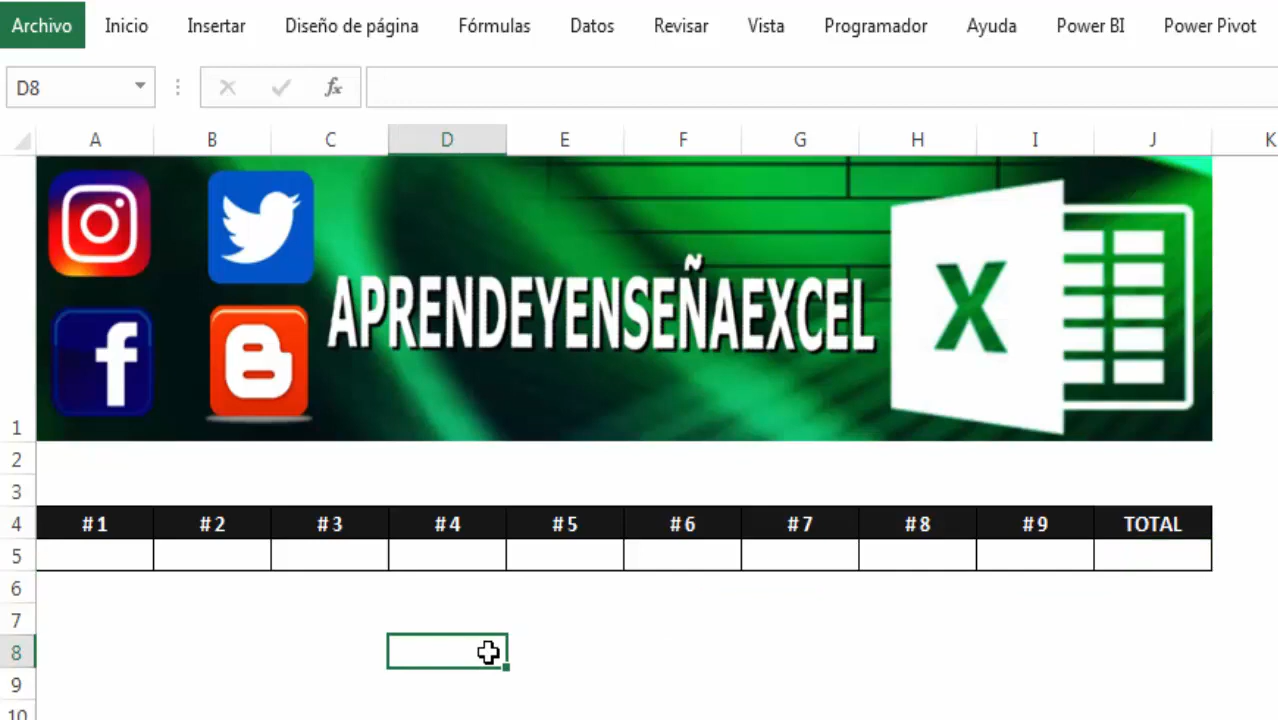 Archivo Inicio Insertar Diseño de página Fórmulas Datos Revisar Vista Programador Ayuda Power BI Power Pivot
D8 fx
A B C D E F G H I J K
APRENDEYENSEÑAEXCEL
X
1
2
3
4 #1 #2 #3 #4 #5 #6 #7 #8 #9 TOTAL
5
6
7
8
9
10